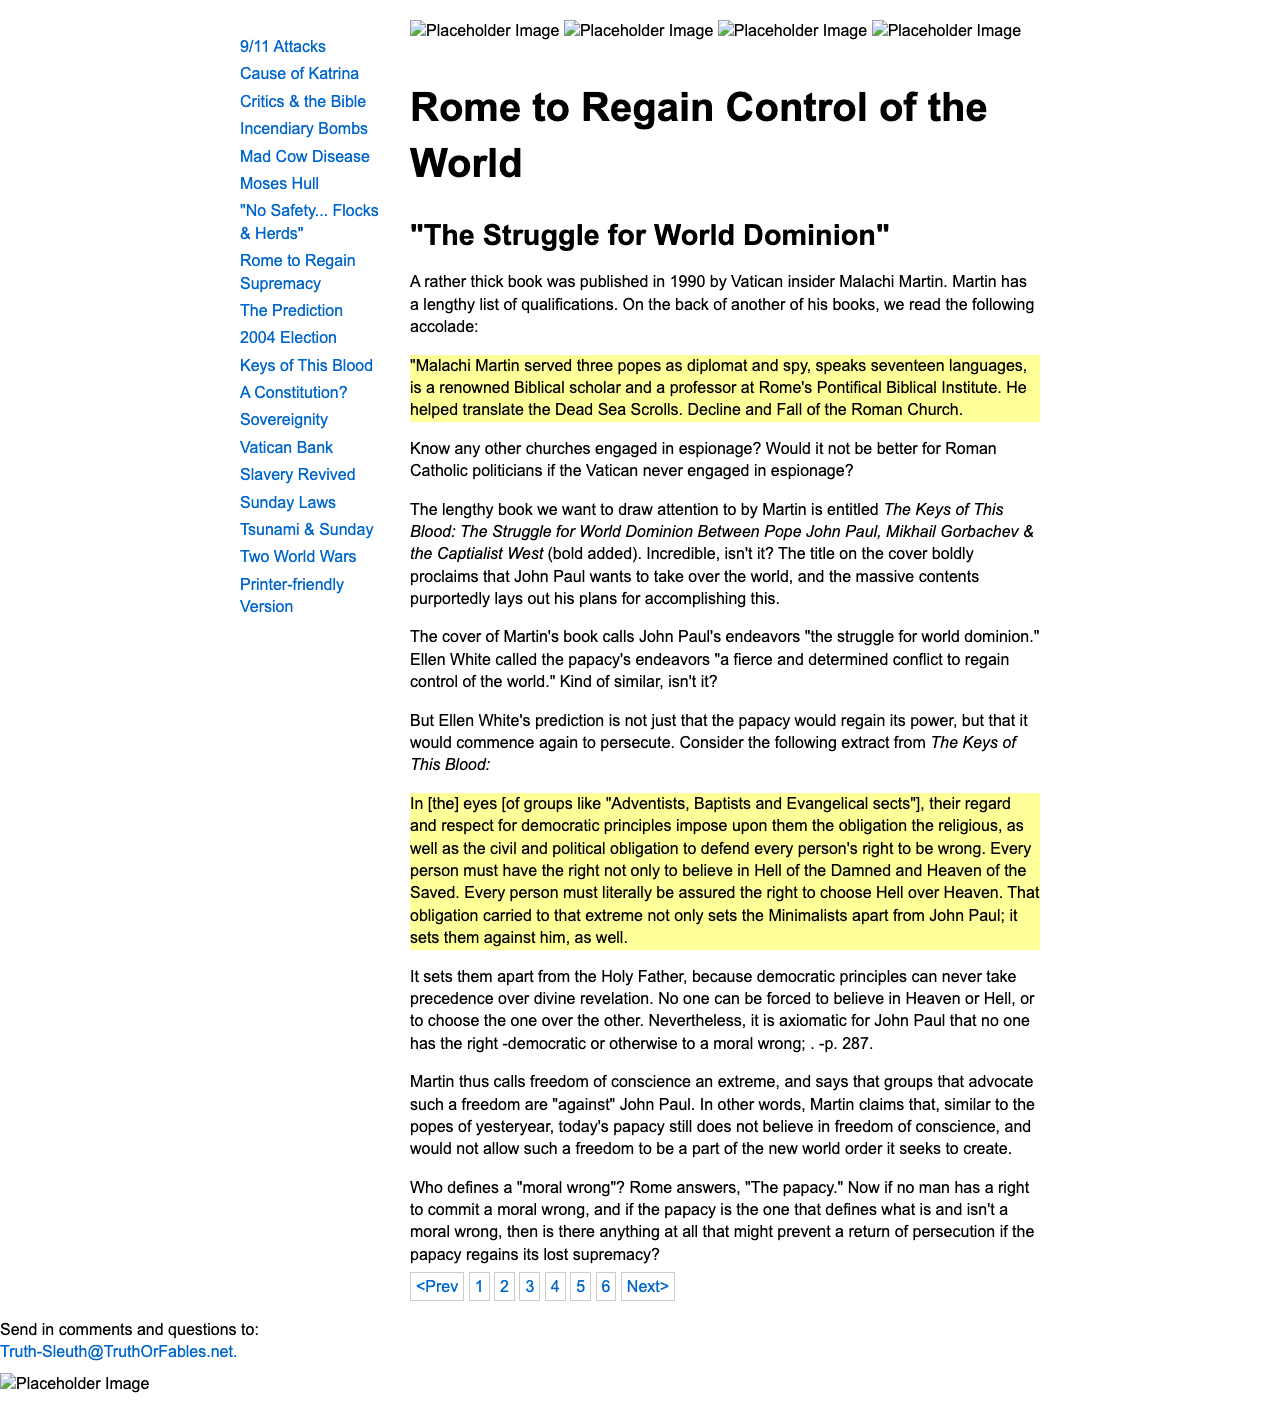 9/11 Attacks
Cause of Katrina
Critics & the Bible
Incendiary Bombs
Mad Cow Disease
Moses Hull
"No Safety... Flocks
& Herds"
Rome to Regain
Supremacy
The Prediction
2004 Election
Keys of This Blood
A Constitution?
Sovereignity
Vatican Bank
Slavery Revived
Sunday Laws
Tsunami & Sunday
Two World Wars
Printer-friendly
Version
Placeholder Image Placeholder Image Placeholder Image Placeholder Image
Rome to Regain Control of the
World
"The Struggle for World Dominion"
A rather thick book was published in 1990 by Vatican insider Malachi Martin. Martin has
a lengthy list of qualifications. On the back of another of his books, we read the following
accolade:
"Malachi Martin served three popes as diplomat and spy, speaks seventeen languages,
is a renowned Biblical scholar and a professor at Rome's Pontifical Biblical Institute. He
helped translate the Dead Sea Scrolls. Decline and Fall of the Roman Church.
Know any other churches engaged in espionage? Would it not be better for Roman
Catholic politicians if the Vatican never engaged in espionage?
The lengthy book we want to draw attention to by Martin is entitled The Keys of This
Blood: The Struggle for World Dominion Between Pope John Paul, Mikhail Gorbachev &
the Captialist West (bold added). Incredible, isn't it? The title on the cover boldly
proclaims that John Paul wants to take over the world, and the massive contents
purportedly lays out his plans for accomplishing this.
The cover of Martin's book calls John Paul's endeavors "the struggle for world dominion."
Ellen White called the papacy's endeavors "a fierce and determined conflict to regain
control of the world." Kind of similar, isn't it?
But Ellen White's prediction is not just that the papacy would regain its power, but that it
would commence again to persecute. Consider the following extract from The Keys of
This Blood:
In [the] eyes [of groups like "Adventists, Baptists and Evangelical sects"], their regard
and respect for democratic principles impose upon them the obligation the religious, as
well as the civil and political obligation to defend every person's right to be wrong. Every
person must have the right not only to believe in Hell of the Damned and Heaven of the
Saved. Every person must literally be assured the right to choose Hell over Heaven. That
obligation carried to that extreme not only sets the Minimalists apart from John Paul; it
sets them against him, as well.
It sets them apart from the Holy Father, because democratic principles can never take
precedence over divine revelation. No one can be forced to believe in Heaven or Hell, or
to choose the one over the other. Nevertheless, it is axiomatic for John Paul that no one
has the right -democratic or otherwise to a moral wrong; . -p. 287.
Martin thus calls freedom of conscience an extreme, and says that groups that advocate
such a freedom are "against" John Paul. In other words, Martin claims that, similar to the
popes of yesteryear, today's papacy still does not believe in freedom of conscience, and
would not allow such a freedom to be a part of the new world order it seeks to create.
Who defines a "moral wrong"? Rome answers, "The papacy." Now if no man has a right
to commit a moral wrong, and if the papacy is the one that defines what is and isn't a
moral wrong, then is there anything at all that might prevent a return of persecution if the
papacy regains its lost supremacy?
<Prev 1 2 3 4 5 6 Next>
Send in comments and questions to:
Truth-Sleuth@TruthOrFables.net.
Placeholder Image